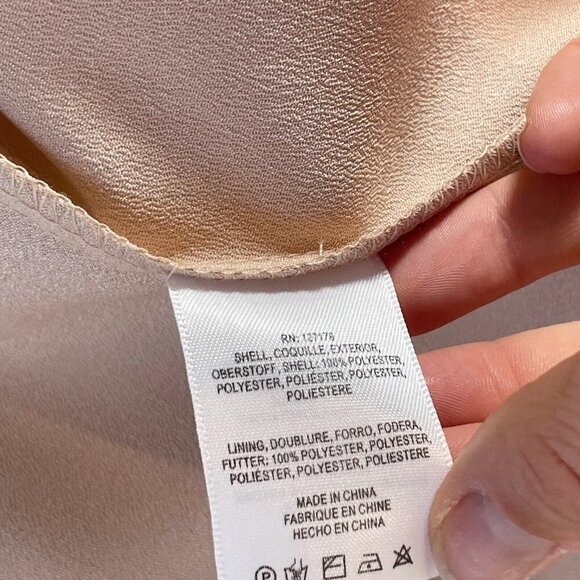 RN: 137178
SHELL, COQUILLE, EXTERIOR,
OBERSTOFF, SHELL: 100% POLYESTER,
POLYESTER, POLIÉSTER, POLYESTER,
POLIESTERE
LINING, DOUBLURE, FORRO, FODERA,
FUTTER: 100% POLYESTER, POLYESTER,
POLIÉSTER, POLYESTER, POLIESTERE
MADE IN CHINA
FABRIQUE EN CHINE
HECHO EN CHINA
P